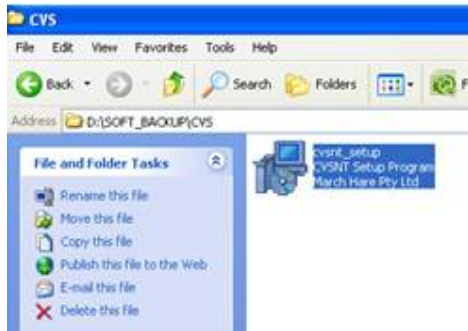 CVS
File Edit View Favorites Tools Help
Back Search Folders
Address D:\SOFT_BACKUP\CVS
File and Folder Tasks
Rename this file
Move this file
Copy this file
Publish this file to the Web
E-mail this file
Delete this file
cvsnt_setup
CVSNT Setup Program
March Hare Pty Ltd